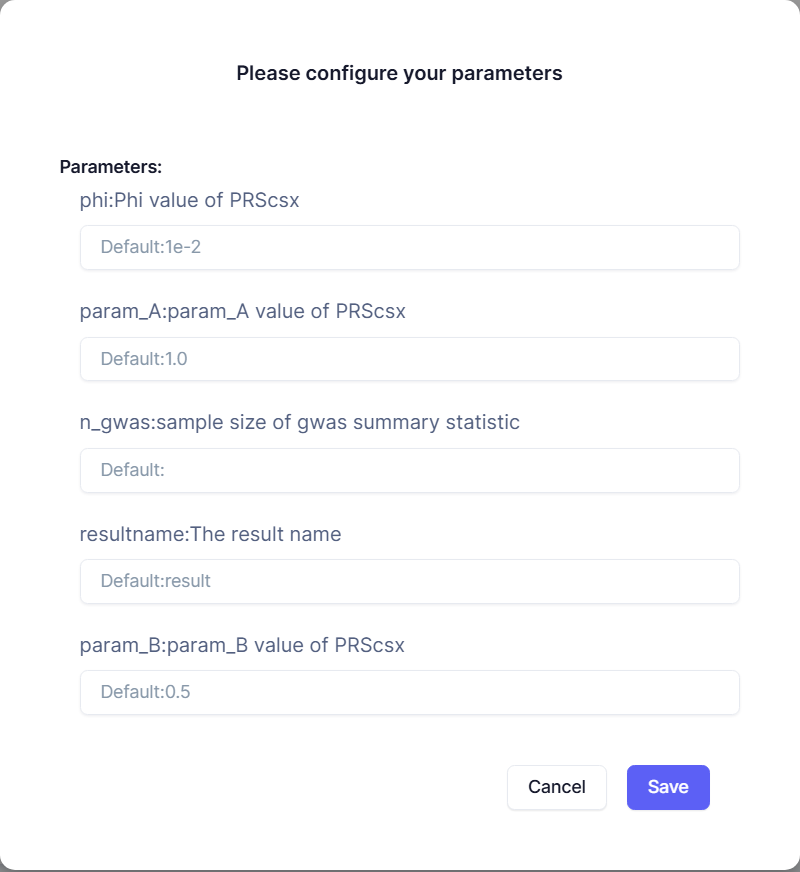 Please configure your parameters
Parameters:
phi:Phi value of PRScsx
Default:1e-2
param_A:param_A value of PRScsx
Default:1.0
n_gwas:sample size of gwas summary statistic
Default:
resultname:The result name
Default:result
param_B:param_B value of PRScsx
Default:0.5
Cancel Save